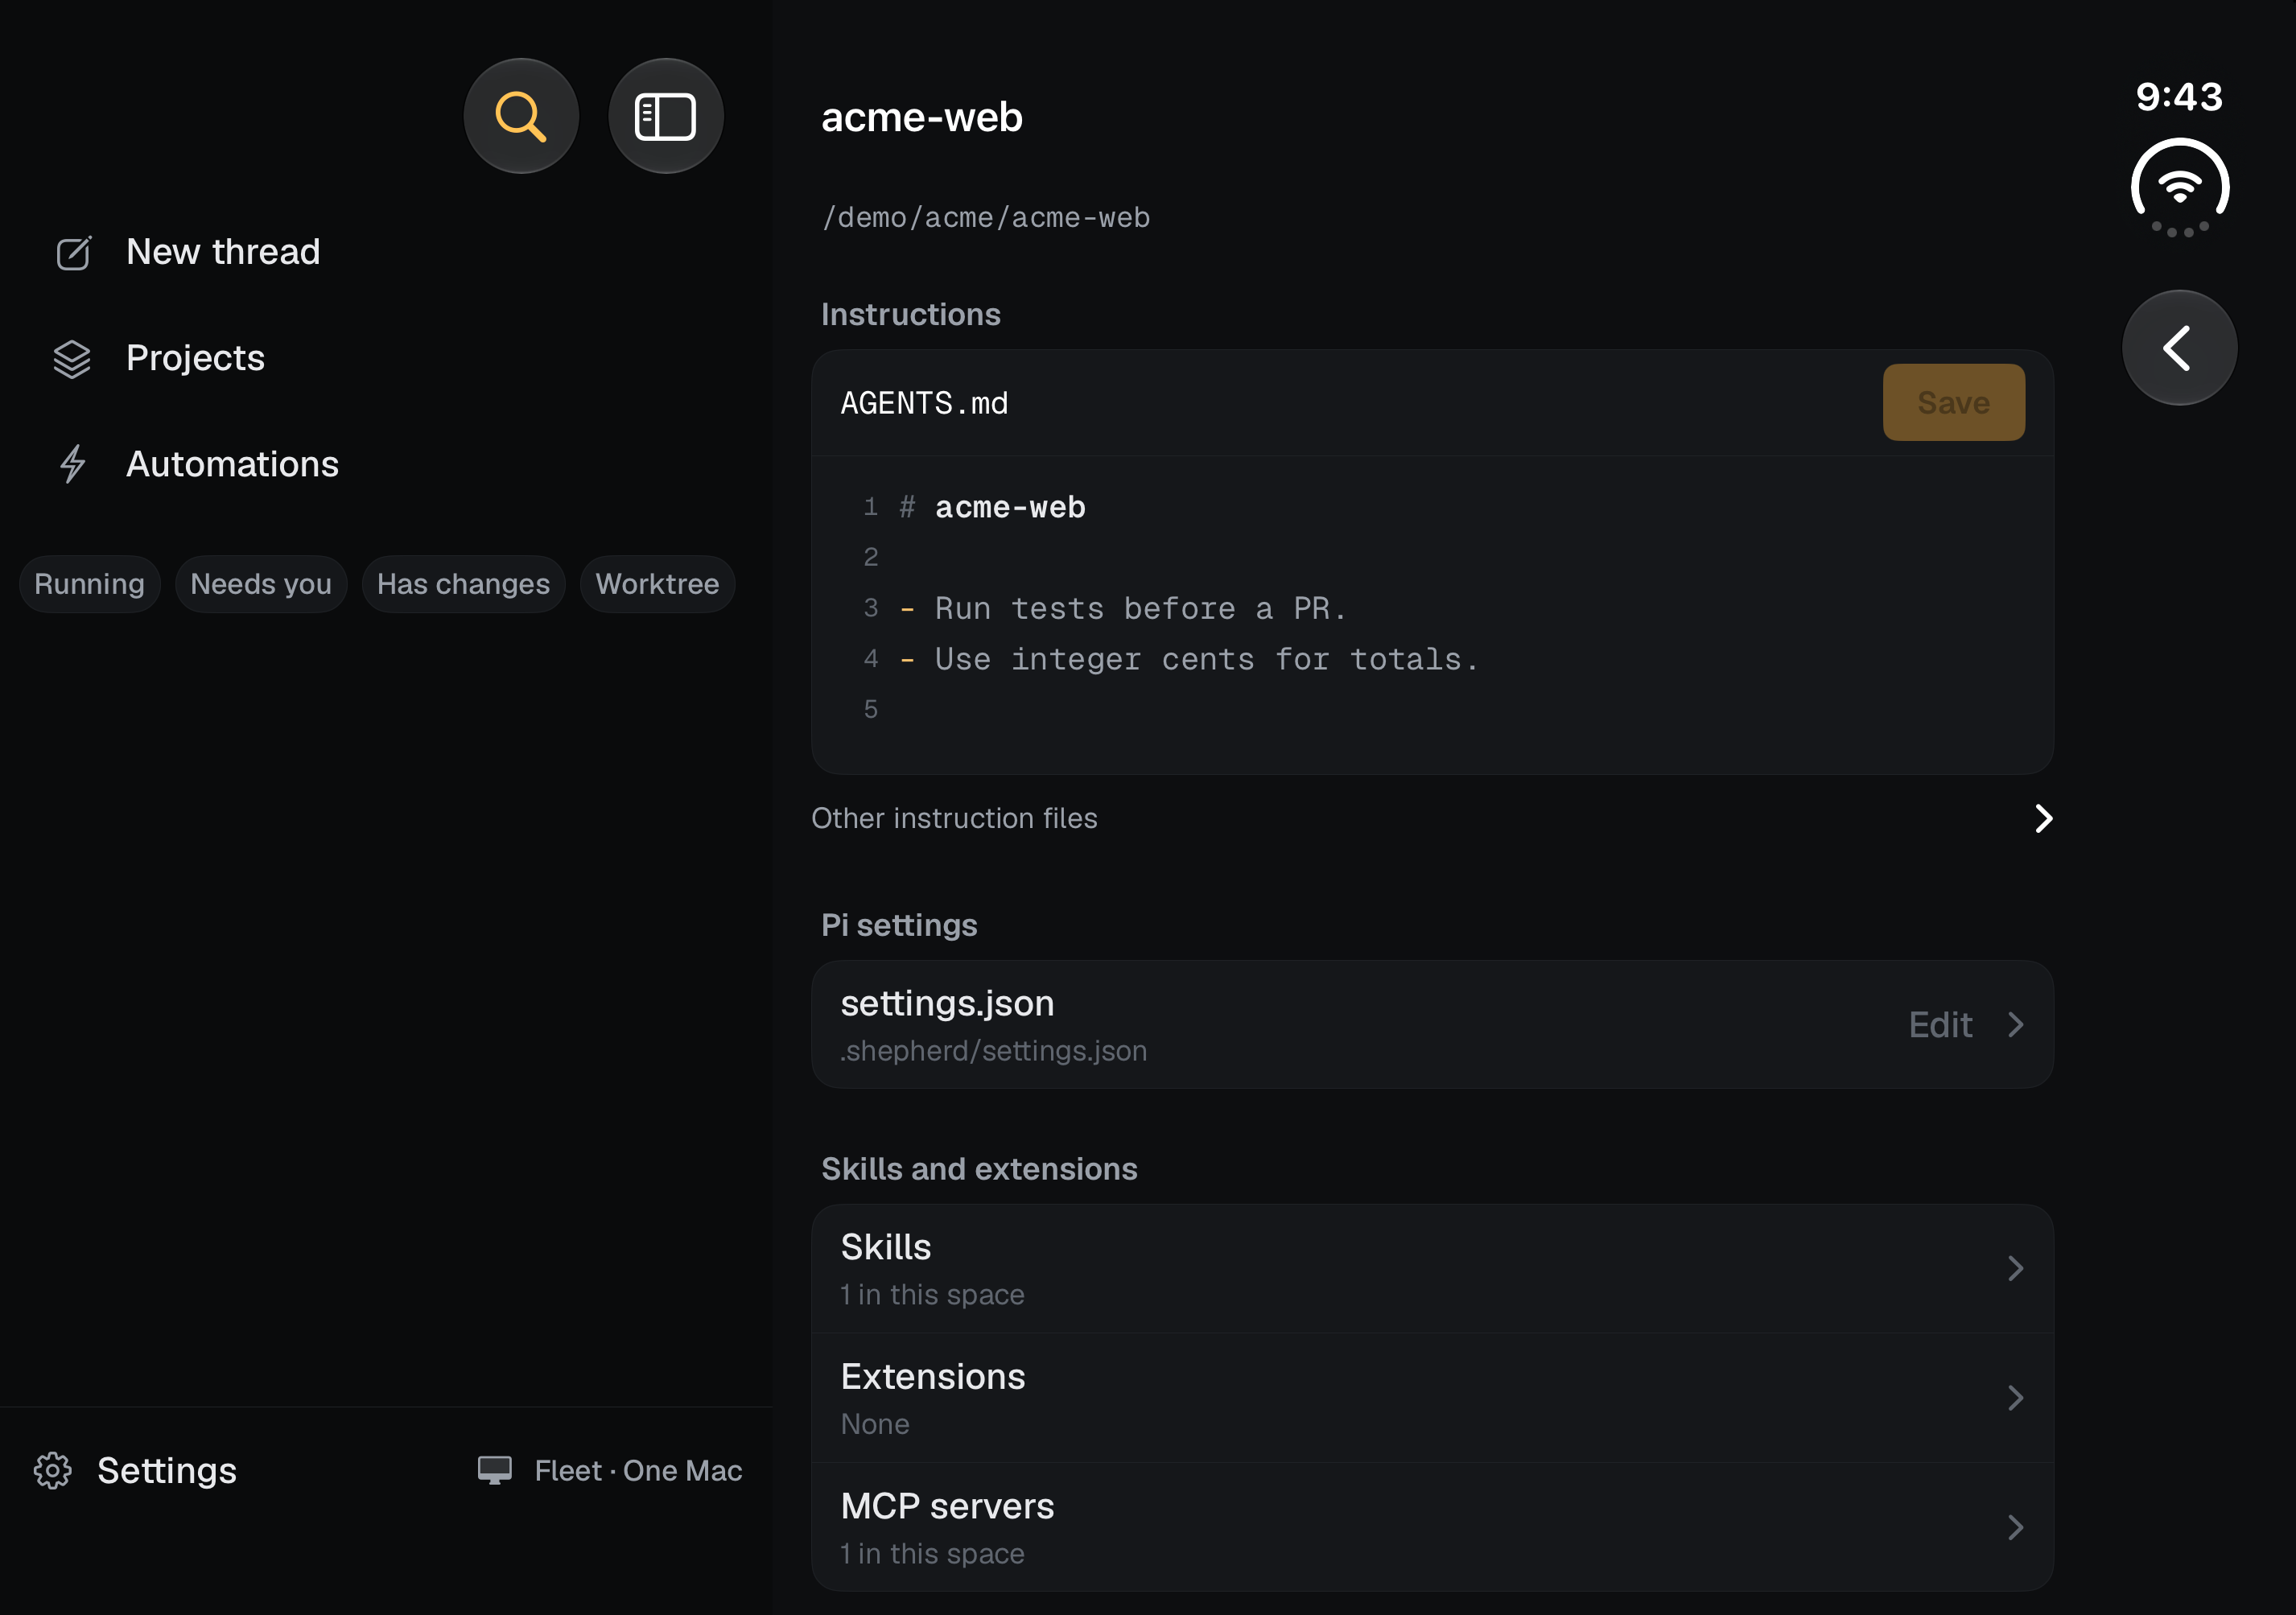 New thread
Projects
Automations
Running
Needs you
Has changes
Worktree
Settings
Fleet · One Mac
acme-web
/demo/acme/acme-web
Instructions
AGENTS.md
Save
1 # acme-web
2
3 - Run tests before a PR.
4 - Use integer cents for totals.
5
Other instruction files
Pi settings
settings.json
.shepherd/settings.json
Edit
Skills and extensions
Skills
1 in this space
Extensions
None
MCP servers
1 in this space
9:43